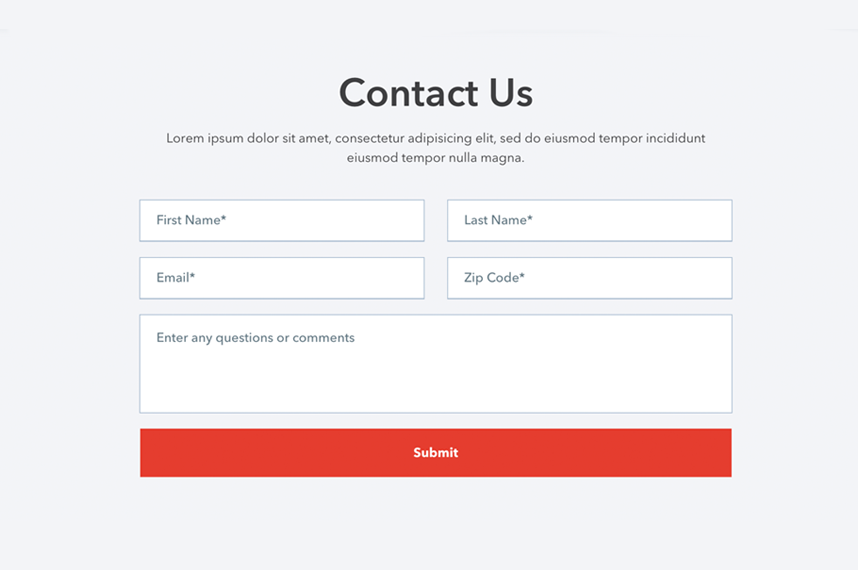 Contact Us
Lorem ipsum dolor sit amet, consectetur adipisicing elit, sed do eiusmod tempor incididunt
eiusmod tempor nulla magna.
First Name*
Last Name*
Email*
Zip Code*
Enter any questions or comments
Submit